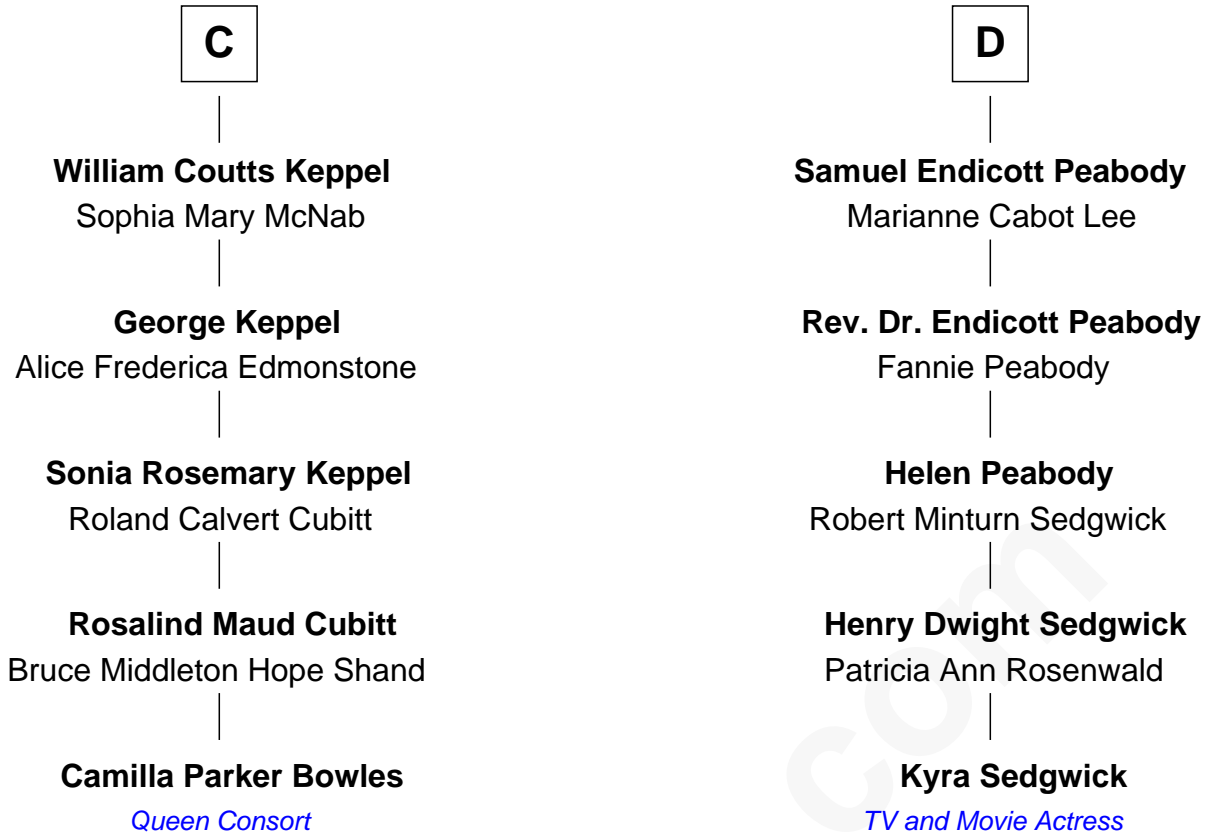 C
William Coutts Keppel
Sophia Mary McNab
George Keppel
Alice Frederica Edmonstone
Sonia Rosemary Keppel
Roland Calvert Cubitt
Rosalind Maud Cubitt
Bruce Middleton Hope Shand
Camilla Parker Bowles
Queen Consort
D
Samuel Endicott Peabody
Marianne Cabot Lee
Rev. Dr. Endicott Peabody
Fannie Peabody
Helen Peabody
Robert Minturn Sedgwick
Henry Dwight Sedgwick
Patricia Ann Rosenwald
Kyra Sedgwick
TV and Movie Actress
com